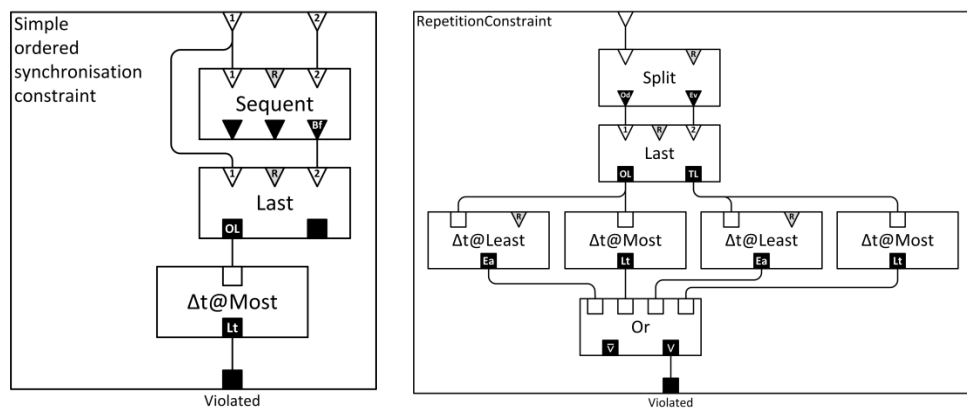 Simple
ordered
synchronisation
constraint
1
2
1
R
2
Sequent
Bf
1
R
2
Last
OL
Δt@Most
Lt
Violated
RepetitionConstraint
R
Split
Od
Ev
1
R
2
Last
OL
TL
R
R
Δt@Least
Δt@Most
Δt@Least
Δt@Most
Ea
Lt
Ea
Lt
Or
V̅
V
Violated